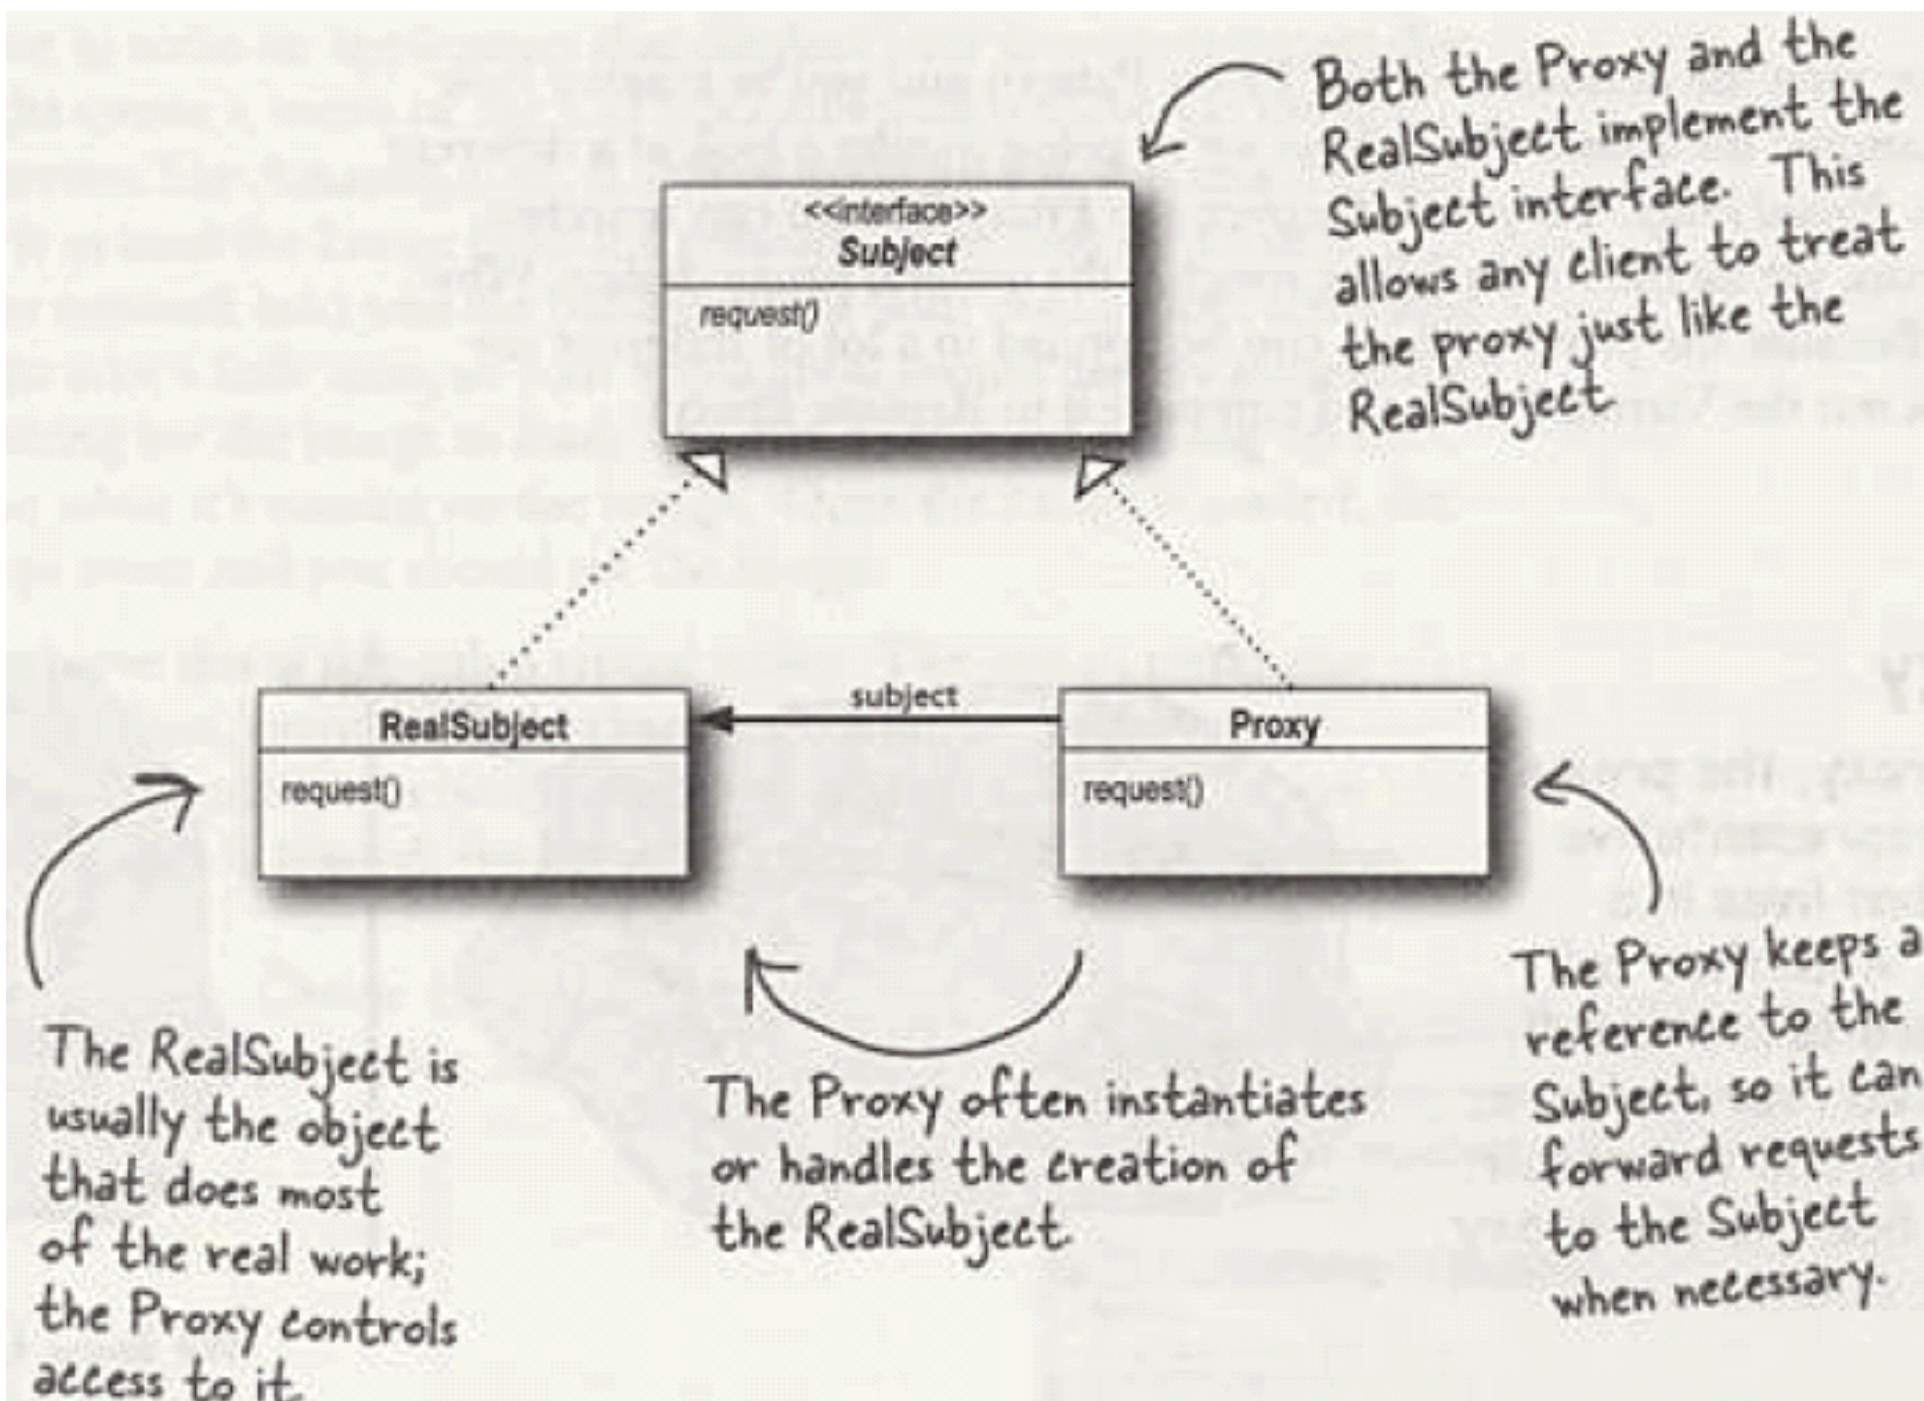 Both the Proxy and the
RealSubject implement the
Subject interface. This
allows any client to treat
the proxy just like the
RealSubject
<<interface>>
Subject
request()
subject
RealSubject
request()
Proxy
request()
The RealSubject is
usually the object
that does most
of the real work;
the Proxy controls
access to it.
The Proxy often instantiates
or handles the creation of
the RealSubject.
The Proxy keeps a
reference to the
Subject, so it can
forward requests
to the Subject
when necessary.